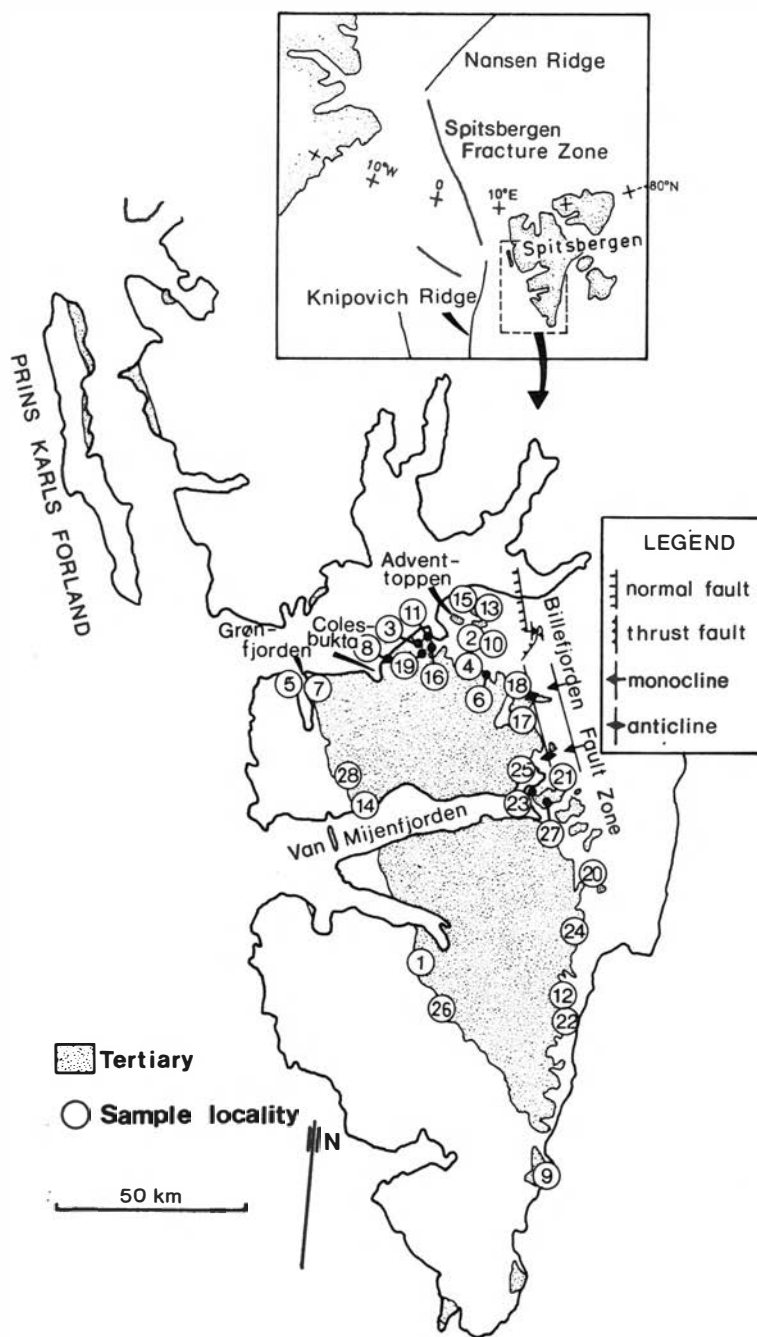 Nansen Ridge
Spitsbergen
Fracture Zone
10°W
0
10°E
80°N
Spitsbergen
Knipovich Ridge
PRINS KARLS FORLAND
LEGEND
normal fault
thrust fault
monocline
anticline
Advent-
toppen
Billefjorden Fault Zone
Coles-
bukta
Grøn-
fjorden
11
15
13
3
8
2
10
19
16
4
5
7
6
18
17
28
14
25
21
23
27
Van Mijenfjorden
20
24
1
12
26
22
Tertiary
Sample locality
N
9
50 km